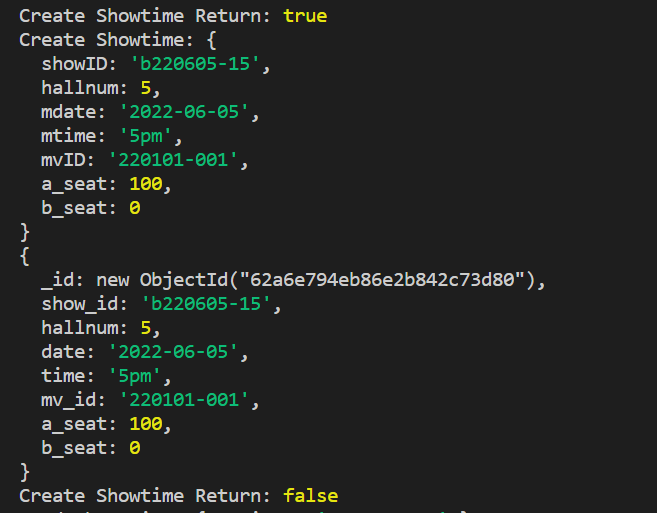 Create Showtime Return: true
Create Showtime: {
  showID: 'b220605-15',
  hallnum: 5,
  mdate: '2022-06-05',
  mtime: '5pm',
  mvID: '220101-001',
  a_seat: 100,
  b_seat: 0
}
{
  _id: new ObjectId("62a6e794eb86e2b842c73d80"),
  show_id: 'b220605-15',
  hallnum: 5,
  date: '2022-06-05',
  time: '5pm',
  mv_id: '220101-001',
  a_seat: 100,
  b_seat: 0
}
Create Showtime Return: false